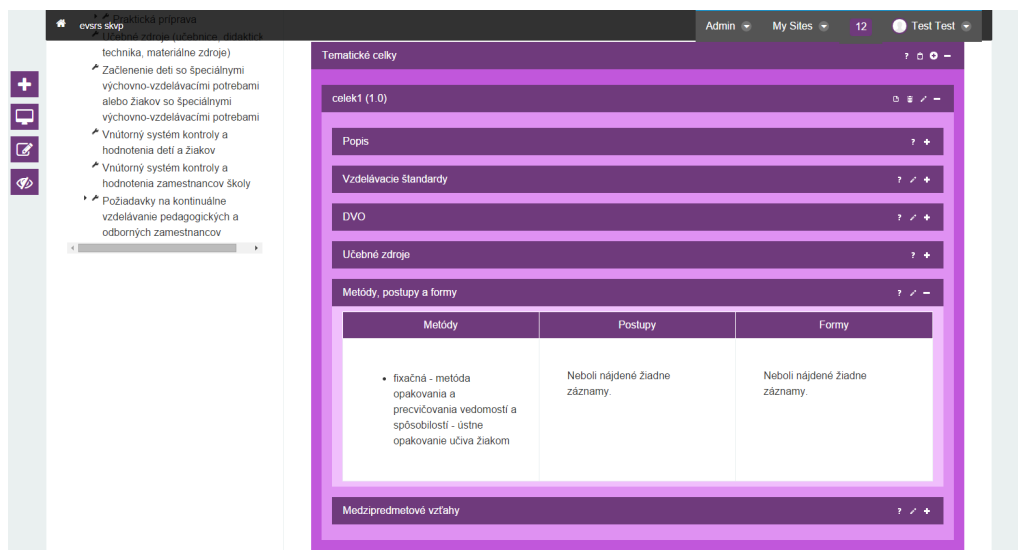 evsrs skvp
Admin
My Sites
12
Test Test
Praktická príprava
Učebné zdroje (učebnice, didaktick
technika, materiálne zdroje)
Začlenenie detí so špeciálnymi
výchovno-vzdelávacími potrebami
alebo žiakov so špeciálnymi
výchovno-vzdelávacími potrebami
Vnútorný systém kontroly a
hodnotenia detí a žiakov
Vnútorný systém kontroly a
hodnotenia zamestnancov školy
Požiadavky na kontinuálne
vzdelávanie pedagogických a
odborných zamestnancov
Tematické celky
celek1 (1.0)
Popis
Vzdelávacie štandardy
DVO
Učebné zdroje
Metódy, postupy a formy
Metódy
Postupy
Formy
fixačná - metóda
opakovania a
precvičovania vedomostí a
spôsobilostí - ústne
opakovanie učiva žiakom
Neboli nájdené žiadne
záznamy.
Neboli nájdené žiadne
záznamy.
Medzipredmetové vzťahy